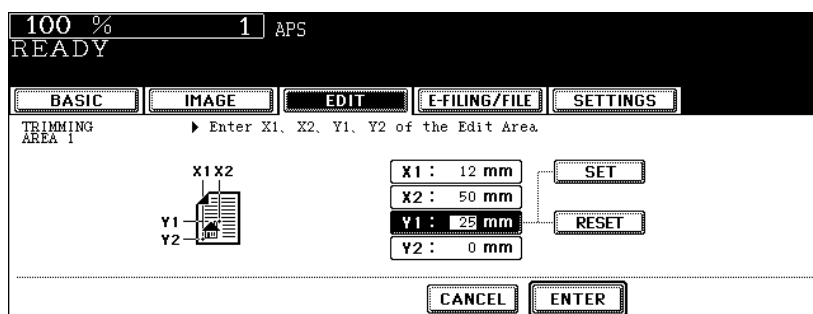 100 % 1 APS
READY
BASIC IMAGE EDIT E-FILING/FILE SETTINGS
TRIMMING
AREA 1
▶ Enter X1、 X2、 Y1、 Y2 of the Edit Area
X1 X2
Y1
Y2
X1 : 12 mm
X2 : 50 mm
Y1 : 25 mm
Y2 : 0 mm
SET
RESET
CANCEL ENTER